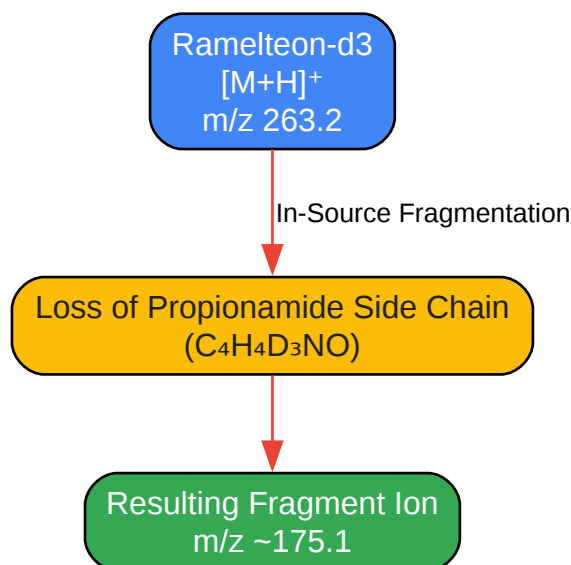 Ramelteon-d3
[M+H]⁺
m/z 263.2
In-Source Fragmentation
Loss of Propionamide Side Chain
(C₄H₄D₃NO)
Resulting Fragment Ion
m/z ~175.1